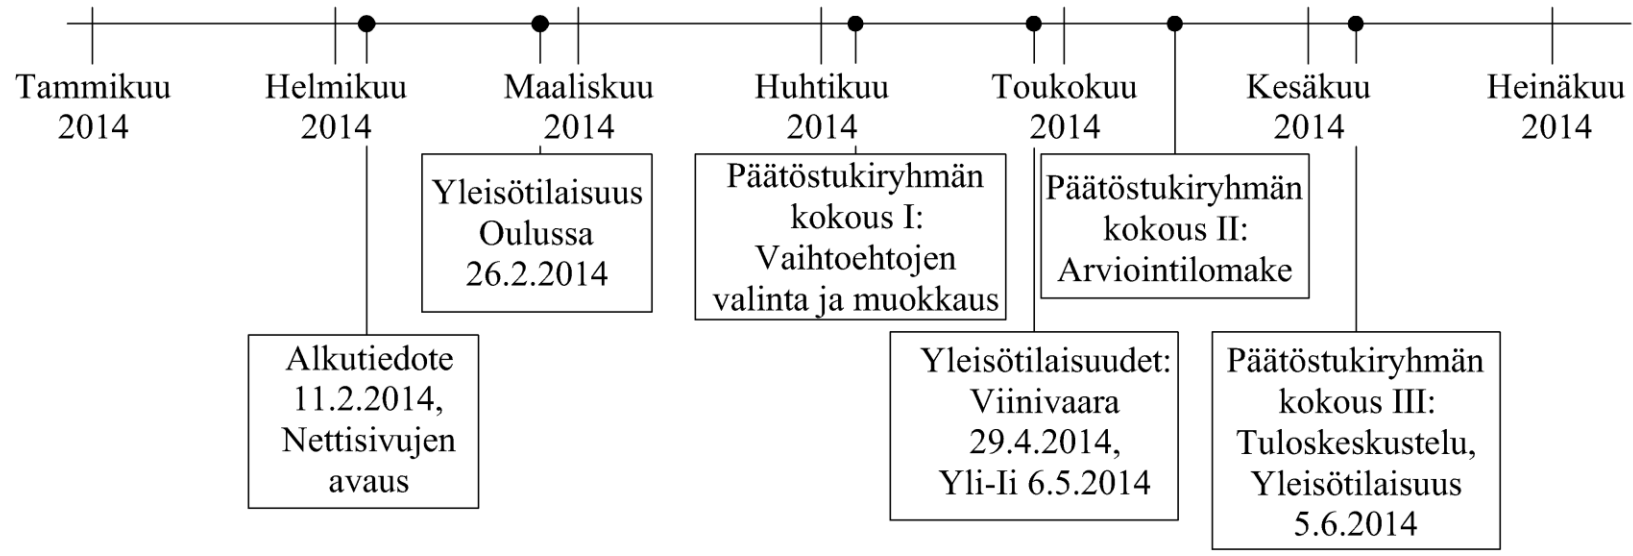 Tammikuu
2014
Helmikuu
2014
Maaliskuu
2014
Huhtikuu
2014
Toukokuu
2014
Kesäkuu
2014
Heinäkuu
2014
Yleisötilaisuus
Oulussa
26.2.2014
Päätöstukiryhmän
kokous I:
Vaihtoehtojen
valinta ja muokkaus
Päätöstukiryhmän
kokous II:
Arviointilomake
Alkutiedote
11.2.2014,
Nettisivujen
avaus
Yleisötilaisuudet:
Viinivaara
29.4.2014,
Yli-Ii 6.5.2014
Päätöstukiryhmän
kokous III:
Tuloskeskustelu,
Yleisötilaisuus
5.6.2014